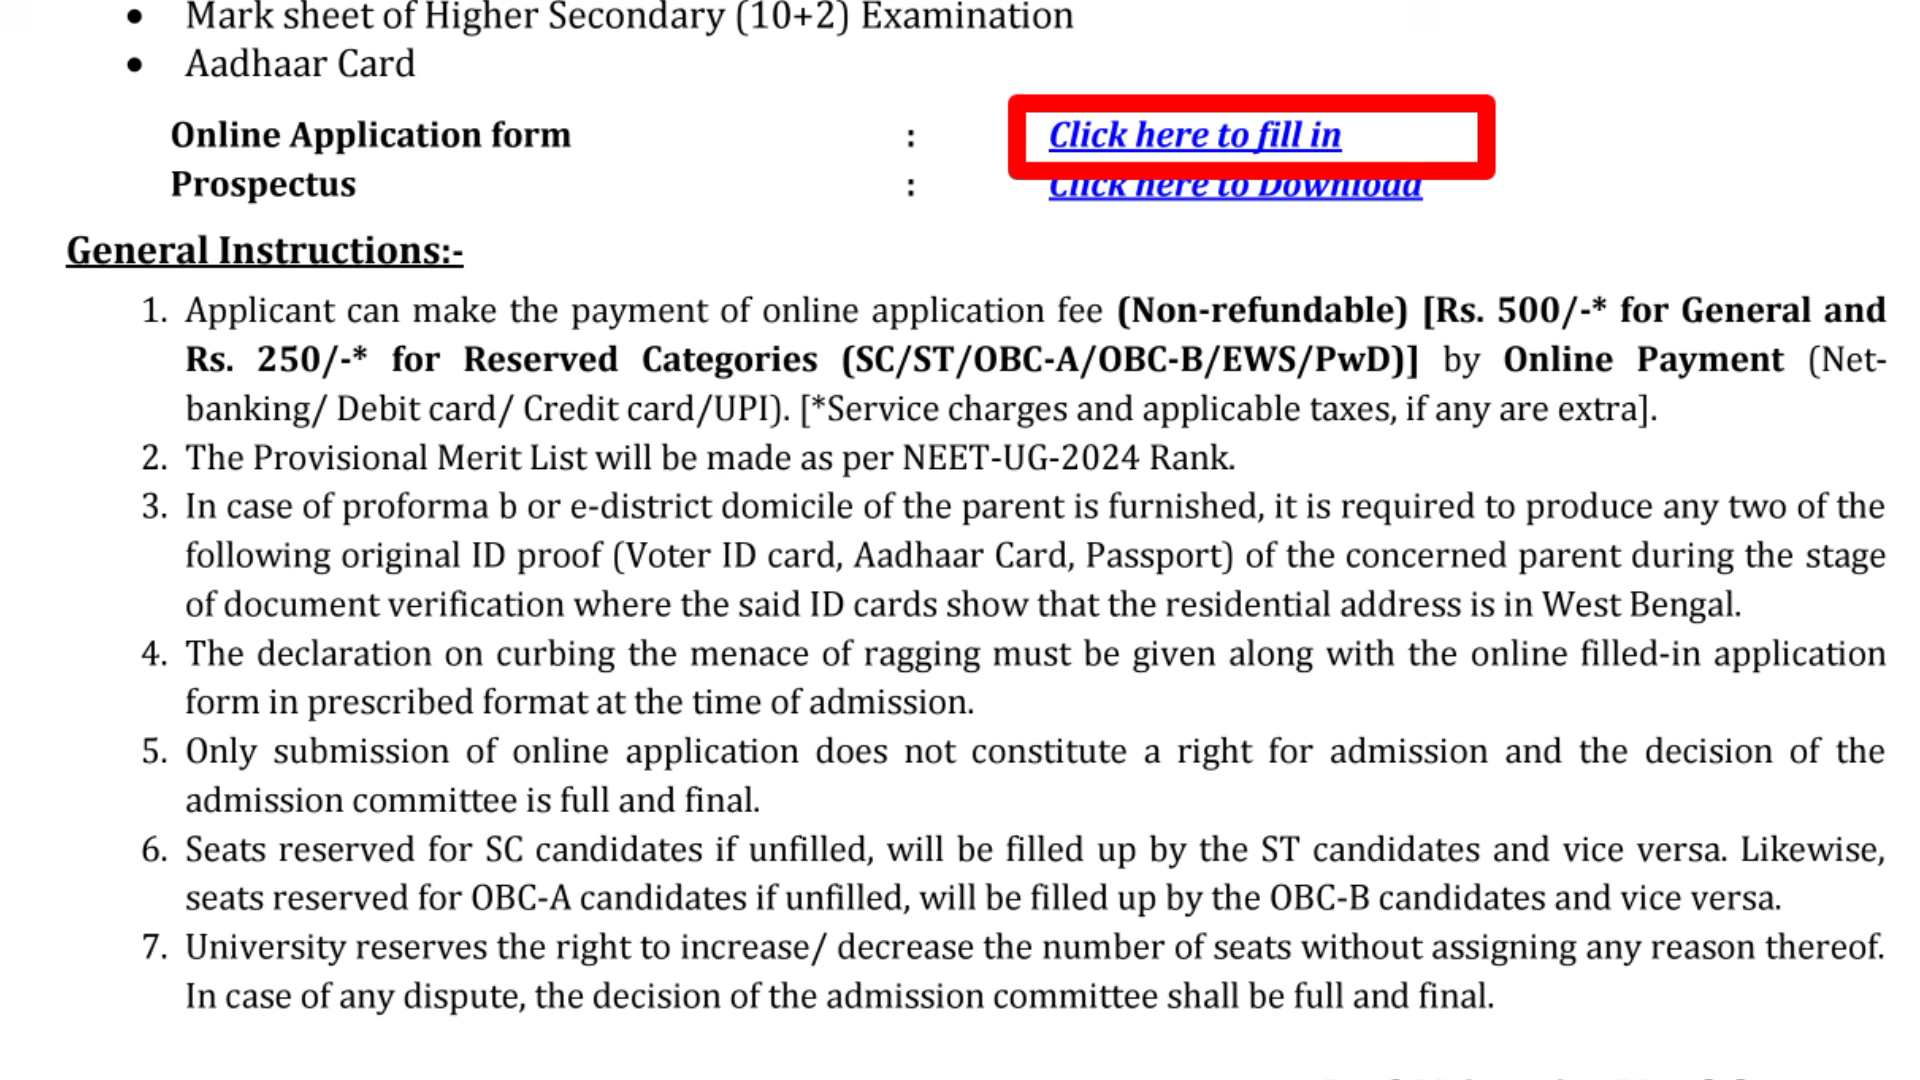 • Mark sheet of Higher Secondary (10+2) Examination
• Aadhaar Card
Online Application form : Click here to fill in
Prospectus : Click here to Download
General Instructions:-
1. Applicant can make the payment of online application fee (Non-refundable) [Rs. 500/-* for General and
Rs. 250/-* for Reserved Categories (SC/ST/OBC-A/OBC-B/EWS/PwD)] by Online Payment (Net-
banking/ Debit card/ Credit card/UPI). [*Service charges and applicable taxes, if any are extra].
2. The Provisional Merit List will be made as per NEET-UG-2024 Rank.
3. In case of proforma b or e-district domicile of the parent is furnished, it is required to produce any two of the
following original ID proof (Voter ID card, Aadhaar Card, Passport) of the concerned parent during the stage
of document verification where the said ID cards show that the residential address is in West Bengal.
4. The declaration on curbing the menace of ragging must be given along with the online filled-in application
form in prescribed format at the time of admission.
5. Only submission of online application does not constitute a right for admission and the decision of the
admission committee is full and final.
6. Seats reserved for SC candidates if unfilled, will be filled up by the ST candidates and vice versa. Likewise,
seats reserved for OBC-A candidates if unfilled, will be filled up by the OBC-B candidates and vice versa.
7. University reserves the right to increase/ decrease the number of seats without assigning any reason thereof.
In case of any dispute, the decision of the admission committee shall be full and final.